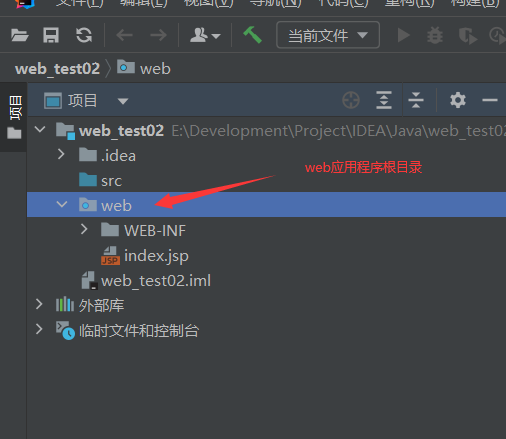 文件(F) 编辑(E) 视图(V) 导航(N) 代码(C) 重构(R) 构建(B)
当前文件
web_test02 web
项目
项目
web_test02 E:\Development\Project\IDEA\Java\web_test02
.idea
web应用程序根目录
src
web
WEB-INF
index.jsp
JSP
web_test02.iml
外部库
临时文件和控制台